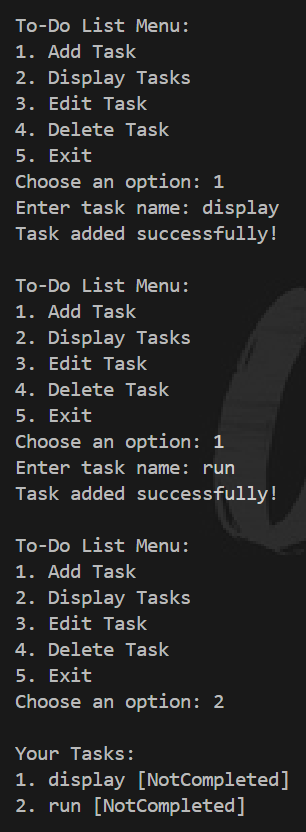 To-Do List Menu:
1. Add Task
2. Display Tasks
3. Edit Task
4. Delete Task
5. Exit
Choose an option: 1
Enter task name: display
Task added successfully!
To-Do List Menu:
1. Add Task
2. Display Tasks
3. Edit Task
4. Delete Task
5. Exit
Choose an option: 1
Enter task name: run
Task added successfully!
To-Do List Menu:
1. Add Task
2. Display Tasks
3. Edit Task
4. Delete Task
5. Exit
Choose an option: 2
Your Tasks:
1. display [NotCompleted]
2. run [NotCompleted]